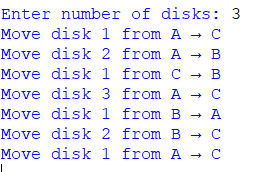 Enter number of disks: 3
Move disk 1 from A → C
Move disk 2 from A → B
Move disk 1 from C → B
Move disk 3 from A → C
Move disk 1 from B → A
Move disk 2 from B → C
Move disk 1 from A → C